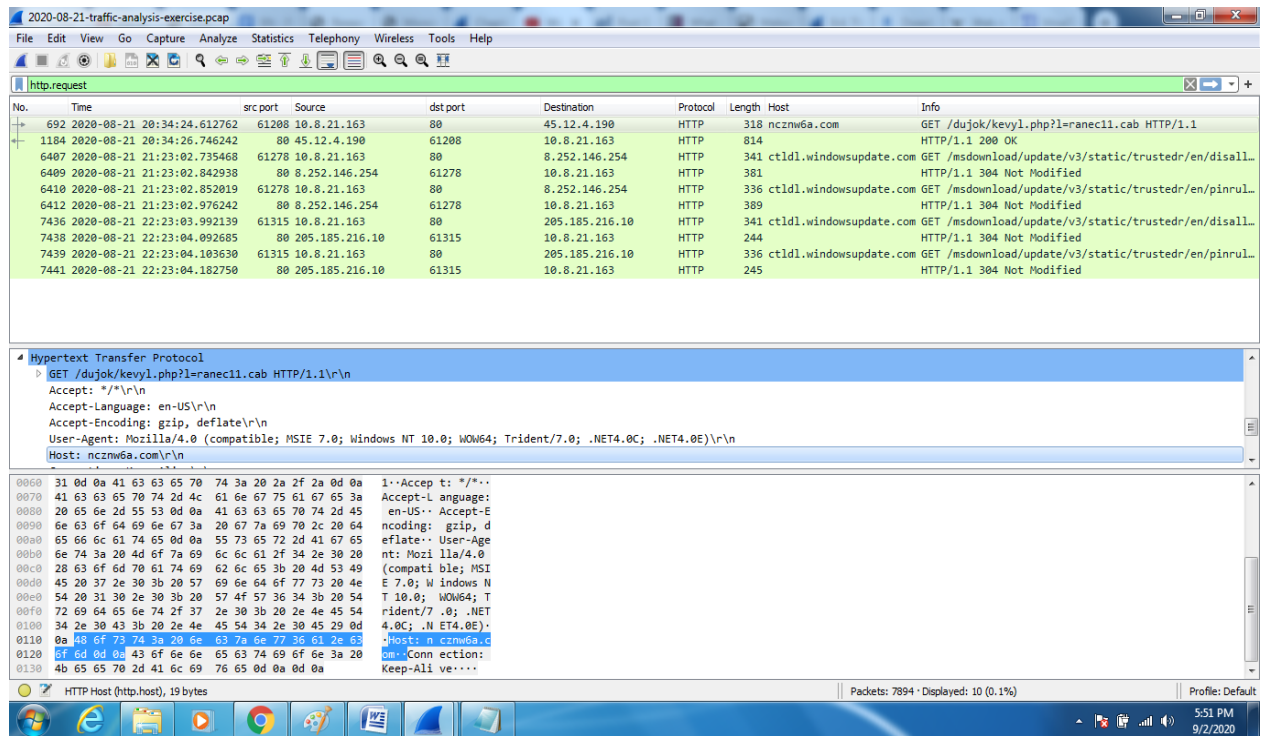 2020-08-21-traffic-analysis-exercise.pcap
File Edit View Go Capture Analyze Statistics Telephony Wireless Tools Help
http.request
No. Time src port Source dst port Destination Protocol Length Host Info
692 2020-08-21 20:34:24.612762 61208 10.8.21.163 80 45.12.4.190 HTTP 318 ncznw6a.com GET /dujok/kevyl.php?l=ranec11.cab HTTP/1.1
1184 2020-08-21 20:34:26.746242 80 45.12.4.190 61208 10.8.21.163 HTTP 814 HTTP/1.1 200 OK
6407 2020-08-21 21:23:02.735468 61278 10.8.21.163 80 8.252.146.254 HTTP 341 ctldl.windowsupdate.com GET /msdownload/update/v3/static/trustedr/en/disall…
6409 2020-08-21 21:23:02.842938 80 8.252.146.254 61278 10.8.21.163 HTTP 381 HTTP/1.1 304 Not Modified
6410 2020-08-21 21:23:02.852019 61278 10.8.21.163 80 8.252.146.254 HTTP 336 ctldl.windowsupdate.com GET /msdownload/update/v3/static/trustedr/en/pinrul…
6412 2020-08-21 21:23:02.976242 80 8.252.146.254 61278 10.8.21.163 HTTP 389 HTTP/1.1 304 Not Modified
7436 2020-08-21 22:23:03.992139 61315 10.8.21.163 80 205.185.216.10 HTTP 341 ctldl.windowsupdate.com GET /msdownload/update/v3/static/trustedr/en/disall…
7438 2020-08-21 22:23:04.092685 80 205.185.216.10 61315 10.8.21.163 HTTP 244 HTTP/1.1 304 Not Modified
7439 2020-08-21 22:23:04.103630 61315 10.8.21.163 80 205.185.216.10 HTTP 336 ctldl.windowsupdate.com GET /msdownload/update/v3/static/trustedr/en/pinrul…
7441 2020-08-21 22:23:04.182750 80 205.185.216.10 61315 10.8.21.163 HTTP 245 HTTP/1.1 304 Not Modified
Hypertext Transfer Protocol
GET /dujok/kevyl.php?l=ranec11.cab HTTP/1.1\r\n
Accept: */*\r\n
Accept-Language: en-US\r\n
Accept-Encoding: gzip, deflate\r\n
User-Agent: Mozilla/4.0 (compatible; MSIE 7.0; Windows NT 10.0; WOW64; Trident/7.0; .NET4.0C; .NET4.0E)\r\n
Host: ncznw6a.com\r\n
0060 31 0d 0a 41 63 63 65 70 74 3a 20 2a 2f 2a 0d 0a 1··Accep t: */*··
0070 41 63 63 65 70 74 2d 4c 61 6e 67 75 61 67 65 3a Accept-L anguage:
0080 20 65 6e 2d 55 53 0d 0a 41 63 63 65 70 74 2d 45 en-US·· Accept-E
0090 6e 63 6f 64 69 6e 67 3a 20 67 7a 69 70 2c 20 64 ncoding: gzip, d
00a0 65 66 6c 61 74 65 0d 0a 55 73 65 72 2d 41 67 65 eflate·· User-Age
00b0 6e 74 3a 20 4d 6f 7a 69 6c 6c 61 2f 34 2e 30 20 nt: Mozi lla/4.0
00c0 28 63 6f 6d 70 61 74 69 62 6c 65 3b 20 4d 53 49 (compati ble; MSI
00d0 45 20 37 2e 30 3b 20 57 69 6e 64 6f 77 73 20 4e E 7.0; W indows N
00e0 54 20 31 30 2e 30 3b 20 57 4f 57 36 34 3b 20 54 T 10.0; WOW64; T
00f0 72 69 64 65 6e 74 2f 37 2e 30 3b 20 2e 4e 45 54 rident/7 .0; .NET
0100 34 2e 30 43 3b 20 2e 4e 45 54 34 2e 30 45 29 0d 4.0C; .N ET4.0E)·
0110 0a 48 6f 73 74 3a 20 6e 63 7a 6e 77 36 61 2e 63 ·Host: n cznw6a.c
0120 6f 6d 0d 0a 43 6f 6e 6e 65 63 74 69 6f 6e 3a 20 om··Conn ection:
0130 4b 65 65 70 2d 41 6c 69 76 65 0d 0a 0d 0a Keep-Ali ve····
HTTP Host (http.host), 19 bytes Packets: 7894 · Displayed: 10 (0.1%) Profile: Default
5:51 PM
9/2/2020